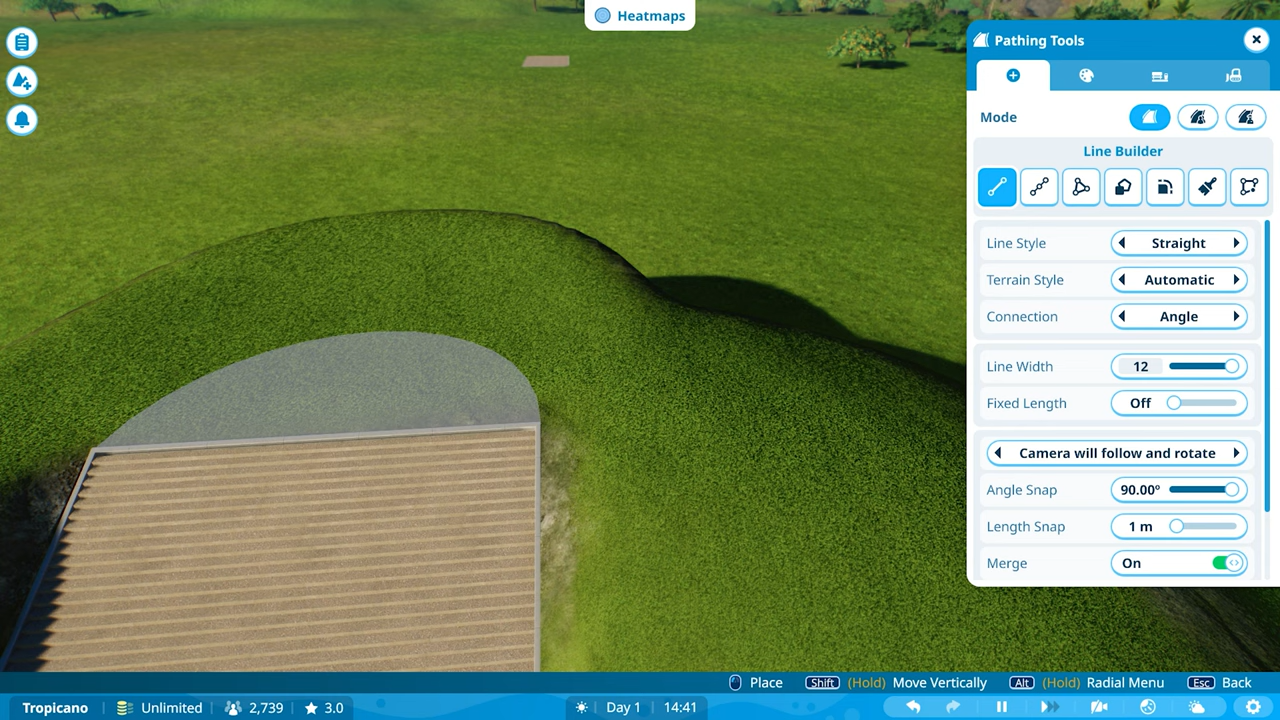 Heatmaps
Pathing Tools
Mode
Line Builder
Line Style Straight
Terrain Style Automatic
Connection Angle
Line Width 12
Fixed Length Off
Camera will follow and rotate
Angle Snap 90.00º
Length Snap 1 m
Merge On
Place Shift (Hold) Move Vertically Alt (Hold) Radial Menu Esc Back
Tropicano Unlimited 2,739 3.0 Day 1 14:41